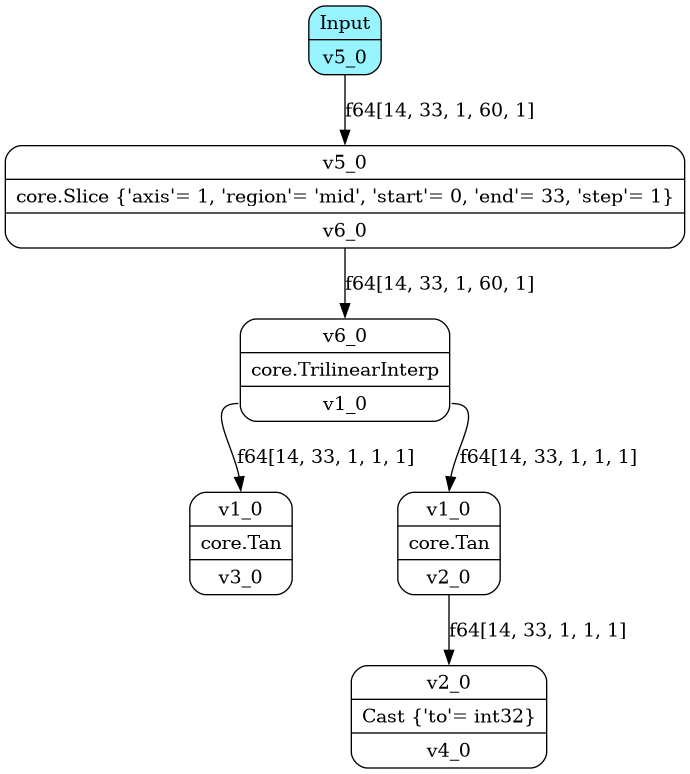 Input
v5_0
f64[14, 33, 1, 60, 1]
v5_0
core.Slice {'axis'= 1, 'region'= 'mid', 'start'= 0, 'end'= 33, 'step'= 1}
v6_0
f64[14, 33, 1, 60, 1]
v6_0
core.TrilinearInterp
v1_0
f64[14, 33, 1, 1, 1]
f64[14, 33, 1, 1, 1]
v1_0
core.Tan
v3_0
v1_0
core.Tan
v2_0
f64[14, 33, 1, 1, 1]
v2_0
Cast {'to'= int32}
v4_0